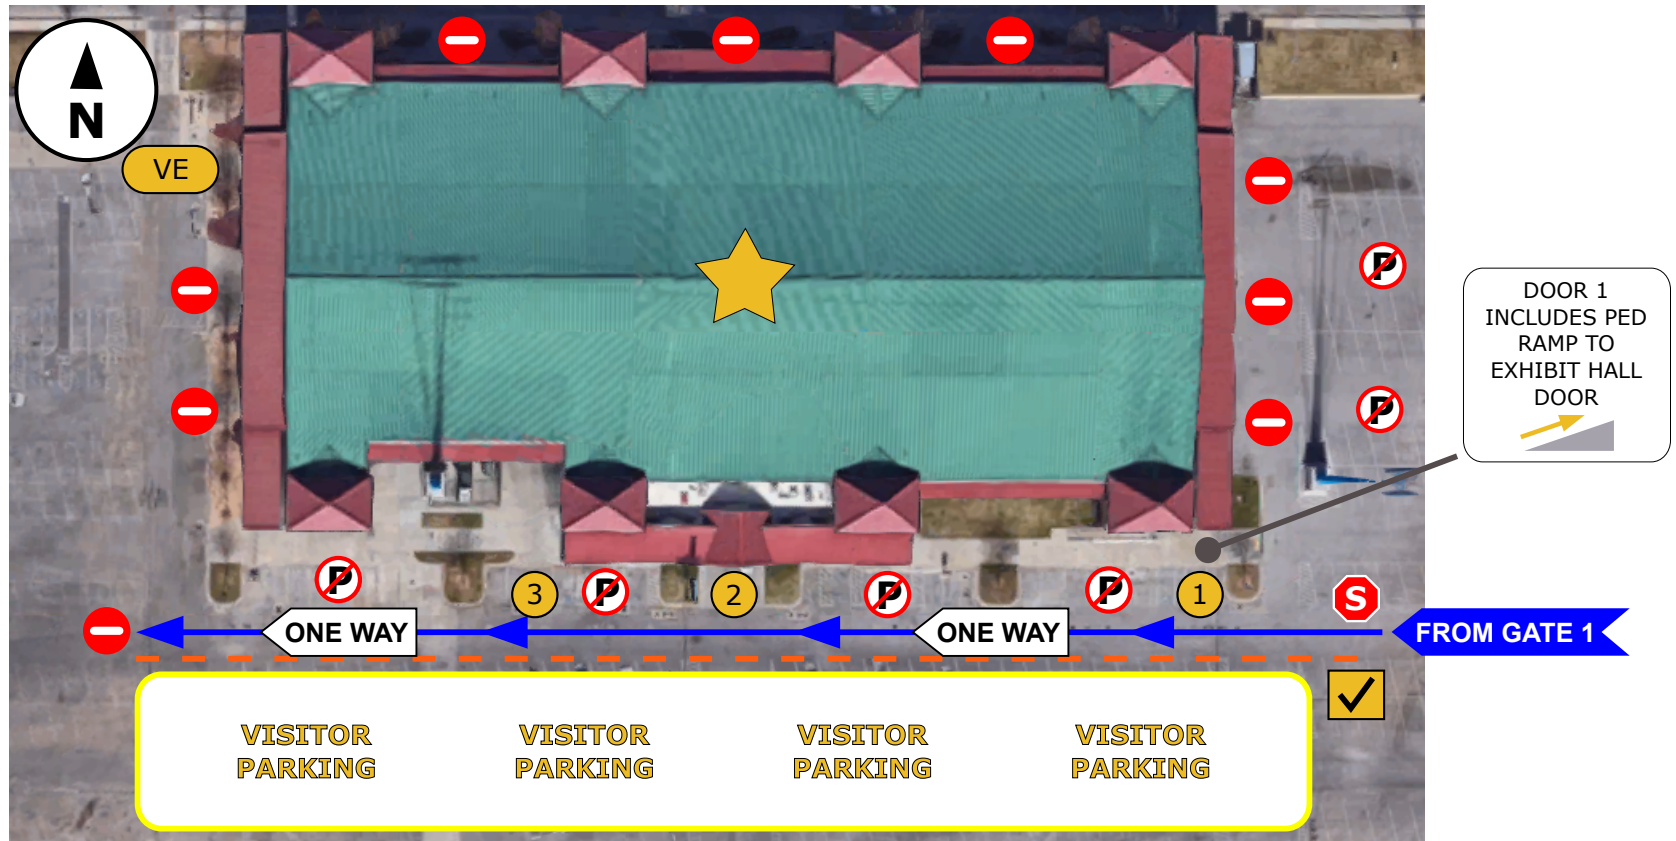 N
VE
P
DOOR 1
INCLUDES PED
RAMP TO
EXHIBIT HALL
DOOR
P
P
3
P
2
P
P
1
S
ONE WAY
ONE WAY
FROM GATE 1
VISITOR
PARKING
VISITOR
PARKING
VISITOR
PARKING
VISITOR
PARKING